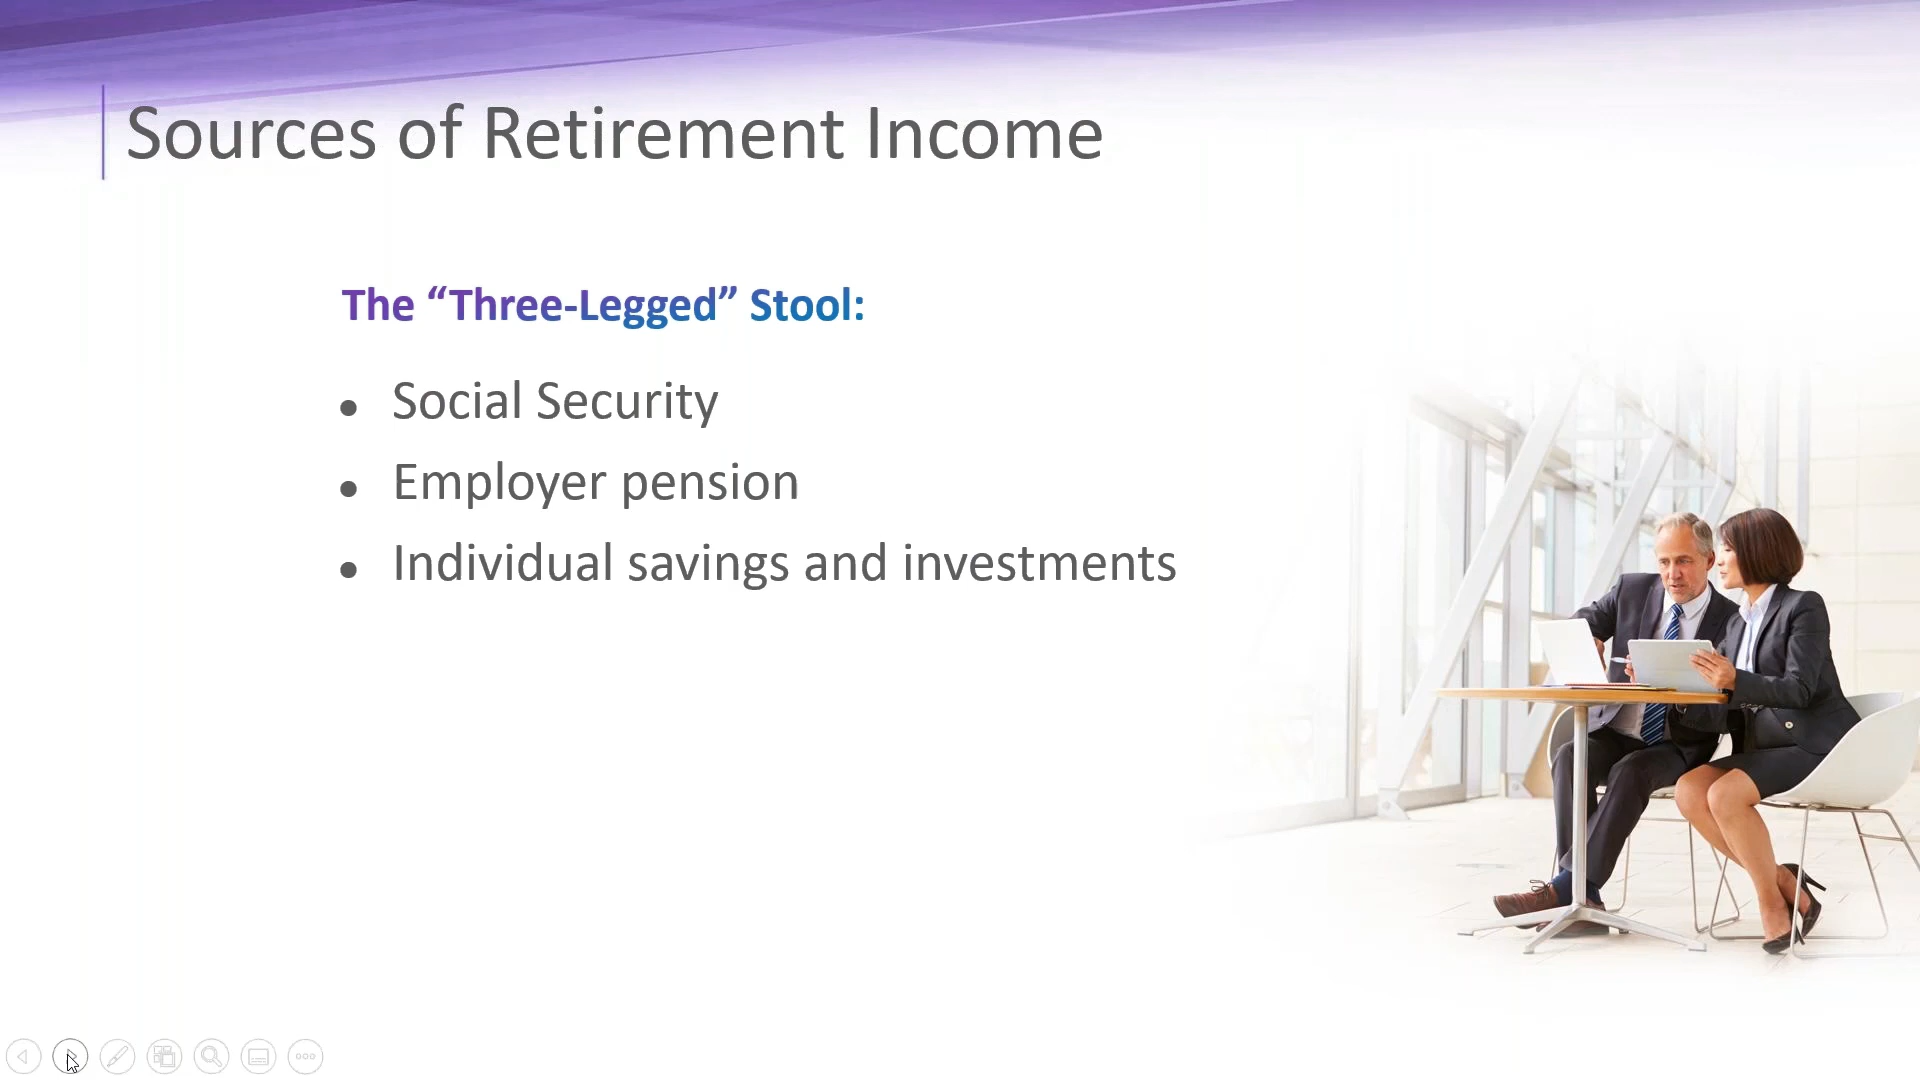 Sources of Retirement Income
The “Three-Legged” Stool:
• Social Security
• Employer pension
• Individual savings and investments